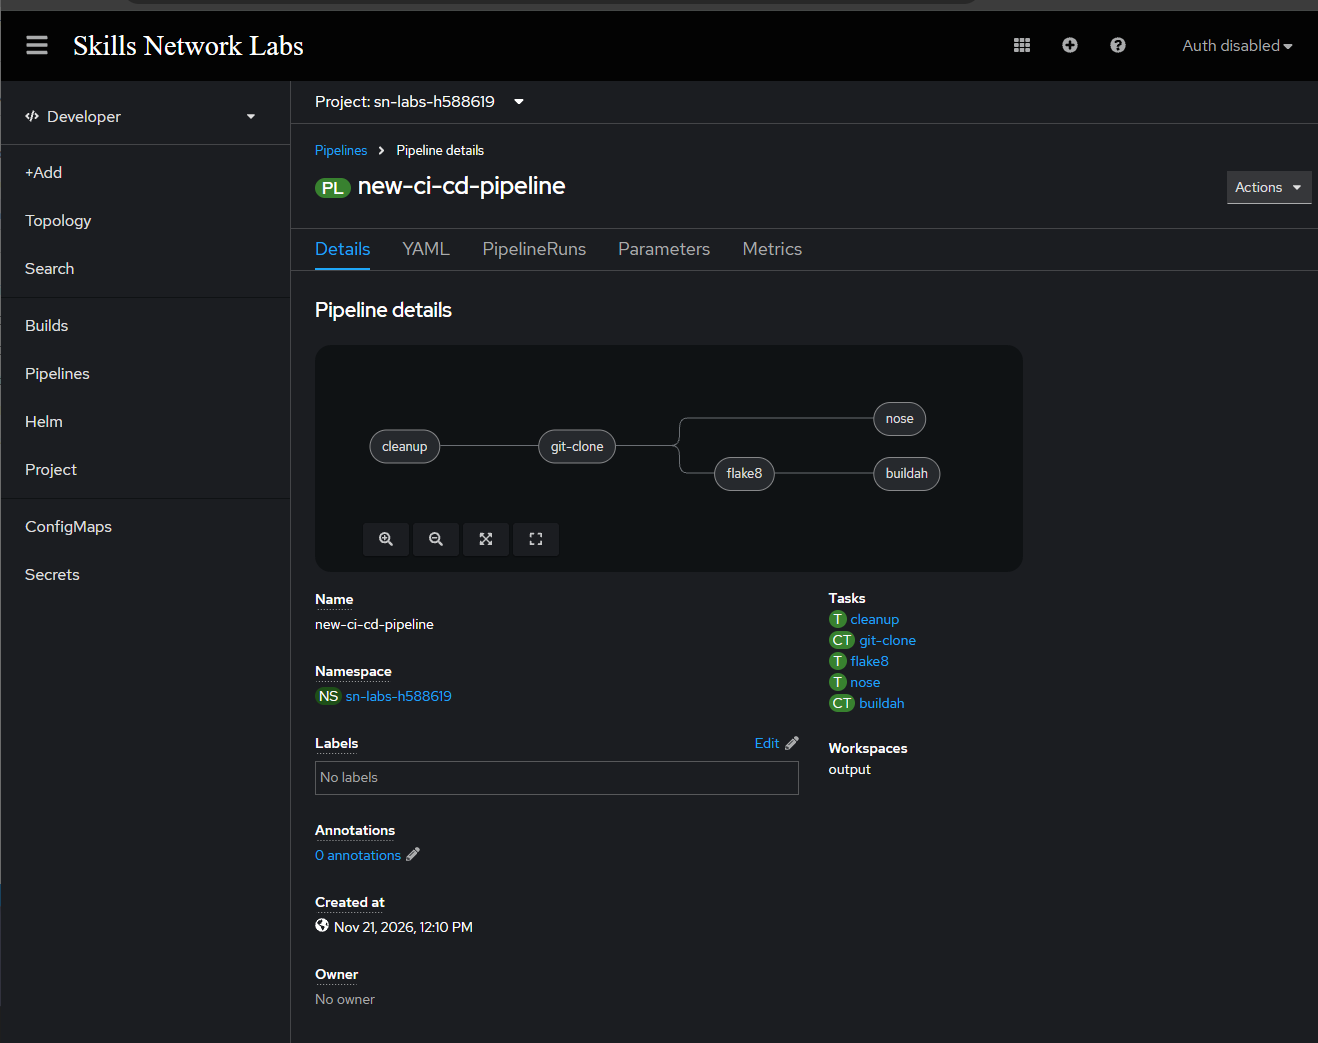 Skills Network Labs
Auth disabled
Developer
+Add
Topology
Search
Builds
Pipelines
Helm
Project
ConfigMaps
Secrets
Project: sn-labs-h588619
Pipelines > Pipeline details
PL new-ci-cd-pipeline
Actions
Details YAML PipelineRuns Parameters Metrics
Pipeline details
cleanup
git-clone
nose
flake8
buildah
Name
new-ci-cd-pipeline
Namespace
NS sn-labs-h588619
Labels
Edit
No labels
Annotations
0 annotations
Created at
Nov 21, 2026, 12:10 PM
Owner
No owner
Tasks
T cleanup
CT git-clone
T flake8
T nose
CT buildah
Workspaces
output